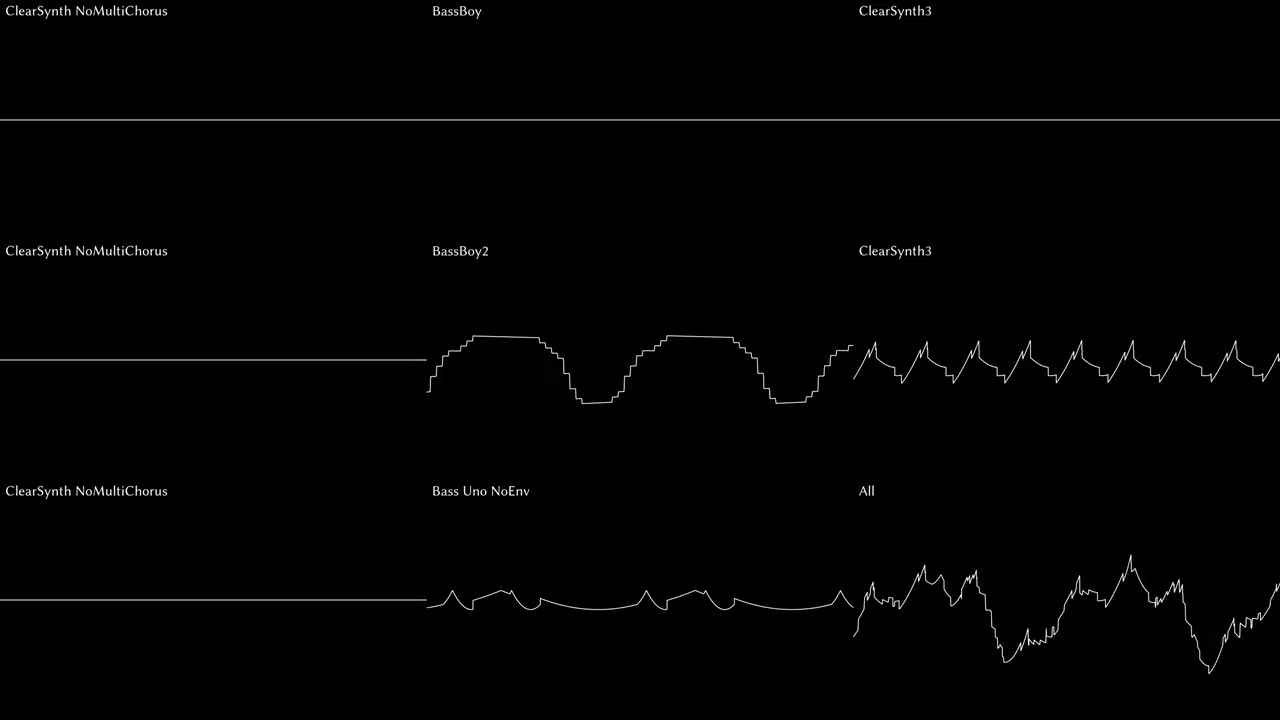 ClearSynth NoMultiChorus
BassBoy
ClearSynth3
ClearSynth NoMultiChorus
BassBoy2
ClearSynth3
ClearSynth NoMultiChorus
Bass Uno NoEnv
All